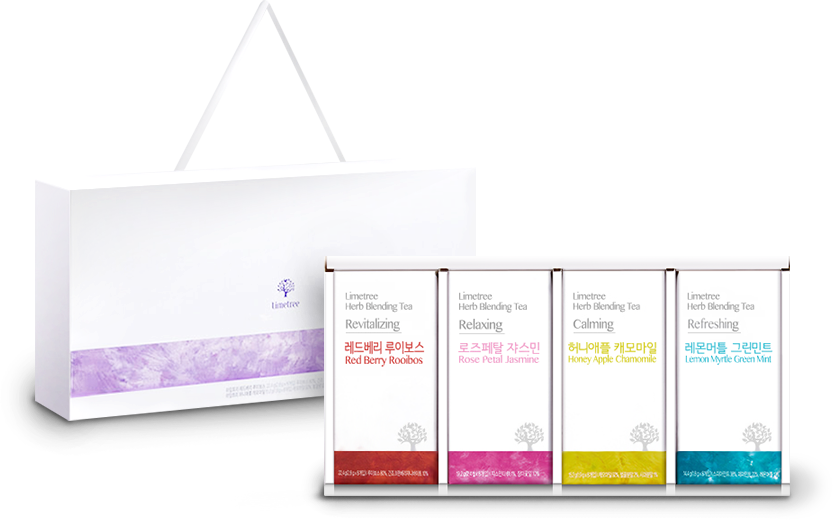 Limetree
Limetree
Herb Blending Tea
Revitalizing
레드베리 루이보스
Red Berry Rooibos
Limetree
Herb Blending Tea
Relaxing
로즈페탈 쟈스민
Rose Petal Jasmine
Limetree
Herb Blending Tea
Calming
허니애플 캐모마일
Honey Apple Chamomile
Limetree
Herb Blending Tea
Refreshing
레몬머틀 그린민트
Lemon Myrtle Green Mint